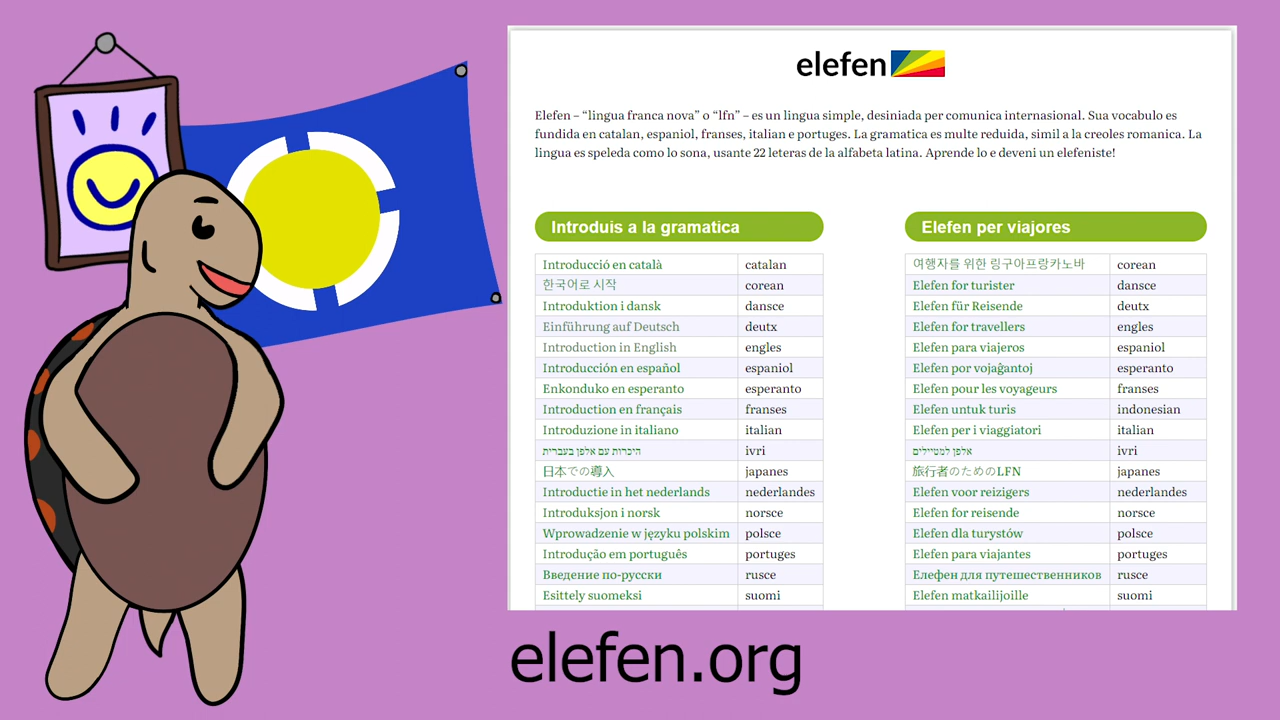 elefen
Elefen – “lingua franca nova” o “lfn” – es un lingua simple, desiniada per comunica internasional. Sua vocabulo es
fundida en catalan, espaniol, franses, italian e portuges. La gramatica es multe reduida, simil a la creoles romanica. La
lingua es speleda como lo sona, usante 22 leteras de la alfabeta latina. Aprende lo e deveni un elefeniste!
Introduis a la gramatica
Introducció en català catalan
한국어로 시작 corean
Introduktion i dansk dansce
Einführung auf Deutsch deutx
Introduction in English engles
Introducción en español espaniol
Enkonduko en esperanto esperanto
Introduction en français franses
Introduzione in italiano italian
היכרות עם אלפן בעברית ivri
日本での導入 japanes
Introductie in het nederlands nederlandes
Introduksjon i norsk norsce
Wprowadzenie w języku polskim polsce
Introdução em português portuges
Введение по-русски rusce
Esittely suomeksi suomi
Elefen per viajores
여행자를 위한 링구아프랑카노바 corean
Elefen for turister dansce
Elefen für Reisende deutx
Elefen for travellers engles
Elefen para viajeros espaniol
Elefen por vojaĝantoj esperanto
Elefen pour les voyageurs franses
Elefen untuk turis indonesian
Elefen per i viaggiatori italian
אלפן למטיילים ivri
旅行者のためのLFN japanes
Elefen voor reizigers nederlandes
Elefen for reisende norsce
Elefen dla turystów polsce
Elefen para viajantes portuges
Елефен для путешественников rusce
Elefen matkailijoille suomi
elefen.org